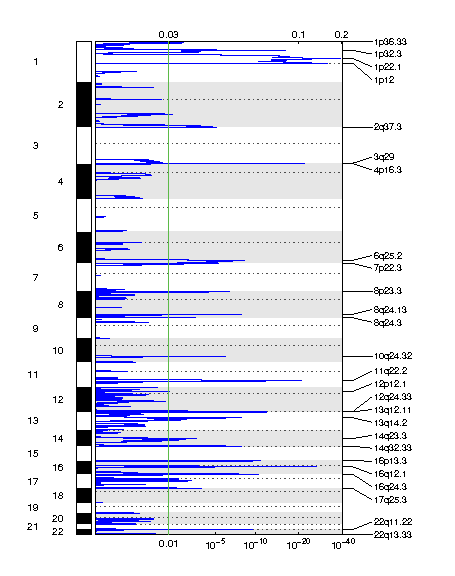 0.03 0.1 0.2
1 1p36.33
1p32.3
1p22.1
1p12
2
2q37.3
3
3q29
4p16.3
4
5
6
6q25.2
7p22.3
7
8p23.3
8
8q24.13
8q24.3
9
10
10q24.32
11
11q22.2
12p12.1
12
12q24.33
13q12.11
13
13q14.2
14
14q23.3
14q32.33
15
16p13.3
16
16q12.1
17
16q24.3
18
17q25.3
19
20
21
22q11.22
22
22q13.33
0.01 10⁻⁵ 10⁻¹⁰ 10⁻²⁰ 10⁻⁴⁰